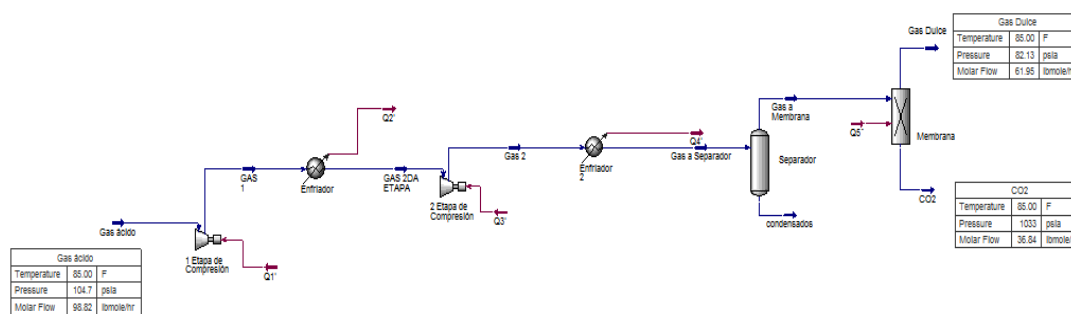 Gas Dulce
Temperature 85.00 F
Pressure 82.13 psia
Molar Flow 61.95 lbmole/hr
Gas Dulce
Q2'
Gas a
Membrana
Q5'
Membrana
Q4'
GAS
1
Enfriador
GAS 2DA
ETAPA
Gas 2
Enfriador
2
Gas a Separador
Separador
CO2
2 Etapa de
Compresión
Q3'
condensados
CO2
Temperature 85.00 F
Pressure 1033 psia
Molar Flow 36.84 lbmole/
Gas ácido
1 Etapa de
Compresión
Q1'
Gas ácido
Temperature 85.00 F
Pressure 104.7 psia
Molar Flow 98.82 lbmole/hr